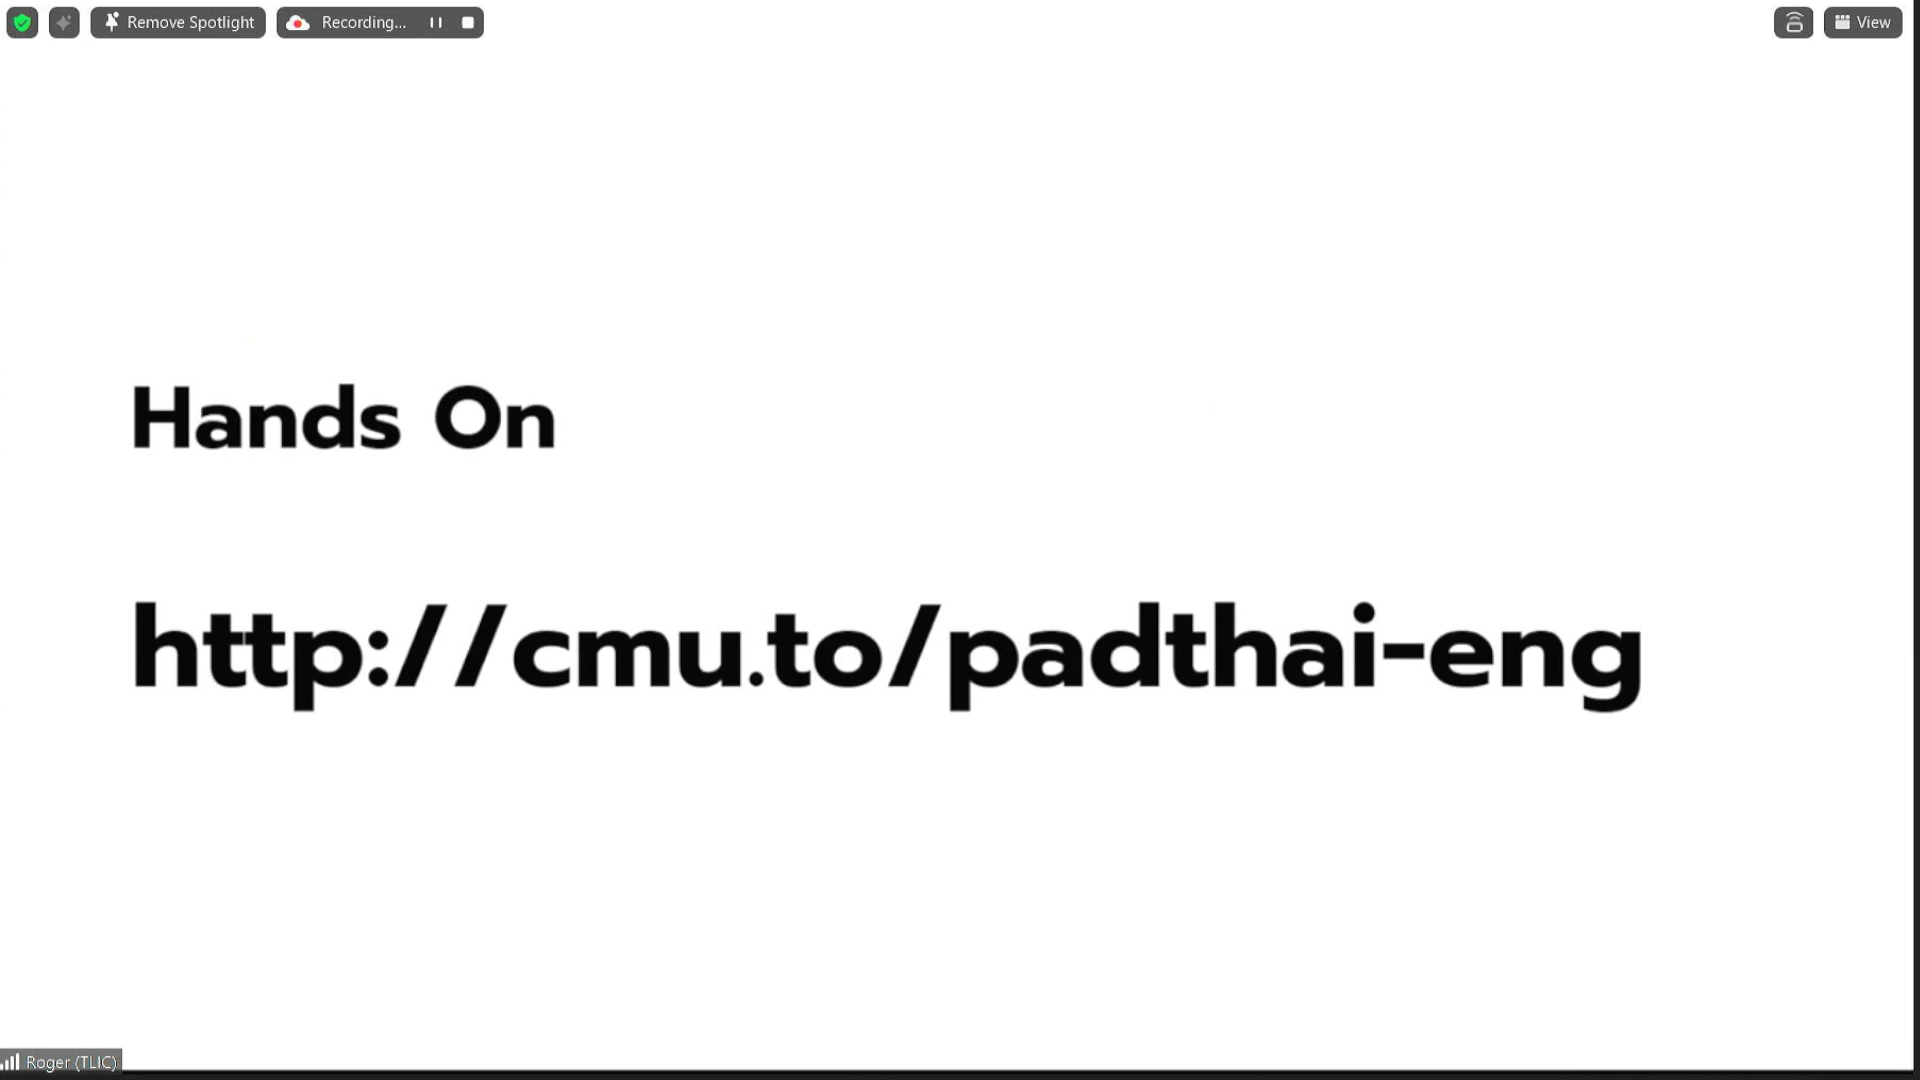 Remove Spotlight Recording... View
Hands On
http://cmu.to/padthai-eng
Roger (TLIC)